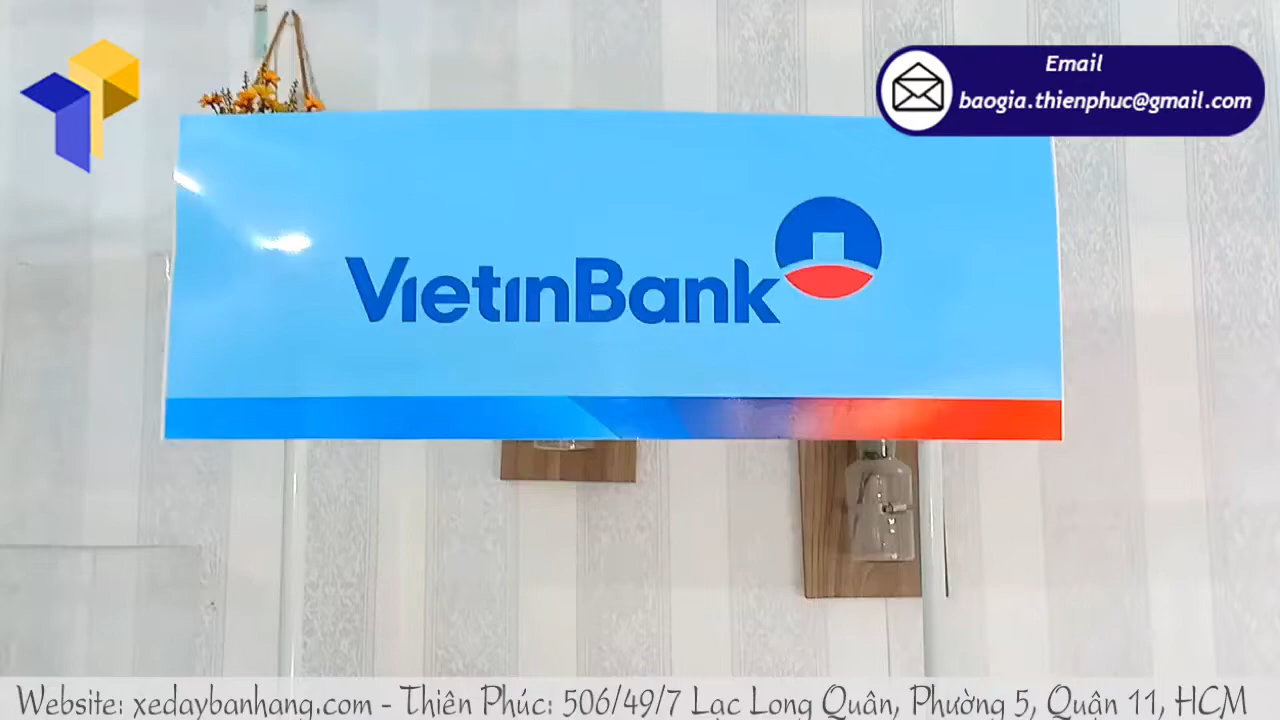 Email
baogia.thienphuc@gmail.com
VietinBank
Website: xedaybanhang.com - Thiên Phúc: 506/49/7 Lạc Long Quân, Phường 5, Quận 11, HCM